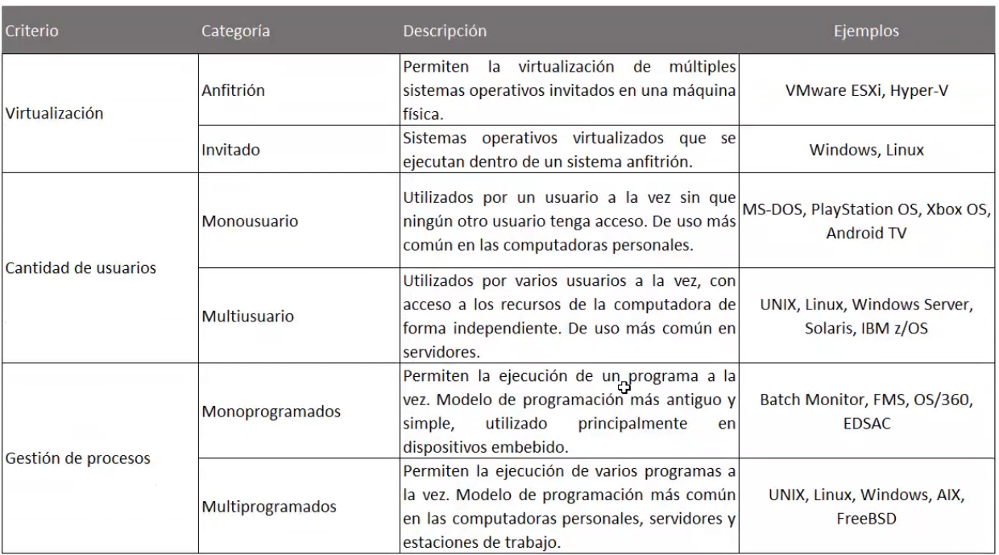 Criterio Categoría Descripción Ejemplos
Virtualización
Anfitrión
Permiten la virtualización de múltiples
sistemas operativos invitados en una máquina
física.
VMware ESXi, Hyper-V
Invitado
Sistemas operativos virtualizados que se
ejecutan dentro de un sistema anfitrión.
Windows, Linux
Cantidad de usuarios
Monousuario
Utilizados por un usuario a la vez sin que
ningún otro usuario tenga acceso. De uso más
común en las computadoras personales.
MS-DOS, PlayStation OS, Xbox OS,
Android TV
Multiusuario
Utilizados por varios usuarios a la vez, con
acceso a los recursos de la computadora de
forma independiente. De uso más común en
servidores.
UNIX, Linux, Windows Server,
Solaris, IBM z/OS
Gestión de procesos
Monoprogramados
Permiten la ejecución de un programa a la
vez. Modelo de programación más antiguo y
simple, utilizado principalmente en
dispositivos embebido.
Batch Monitor, FMS, OS/360,
EDSAC
Multiprogramados
Permiten la ejecución de varios programas a
la vez. Modelo de programación más común
en las computadoras personales, servidores y
estaciones de trabajo.
UNIX, Linux, Windows, AIX,
FreeBSD